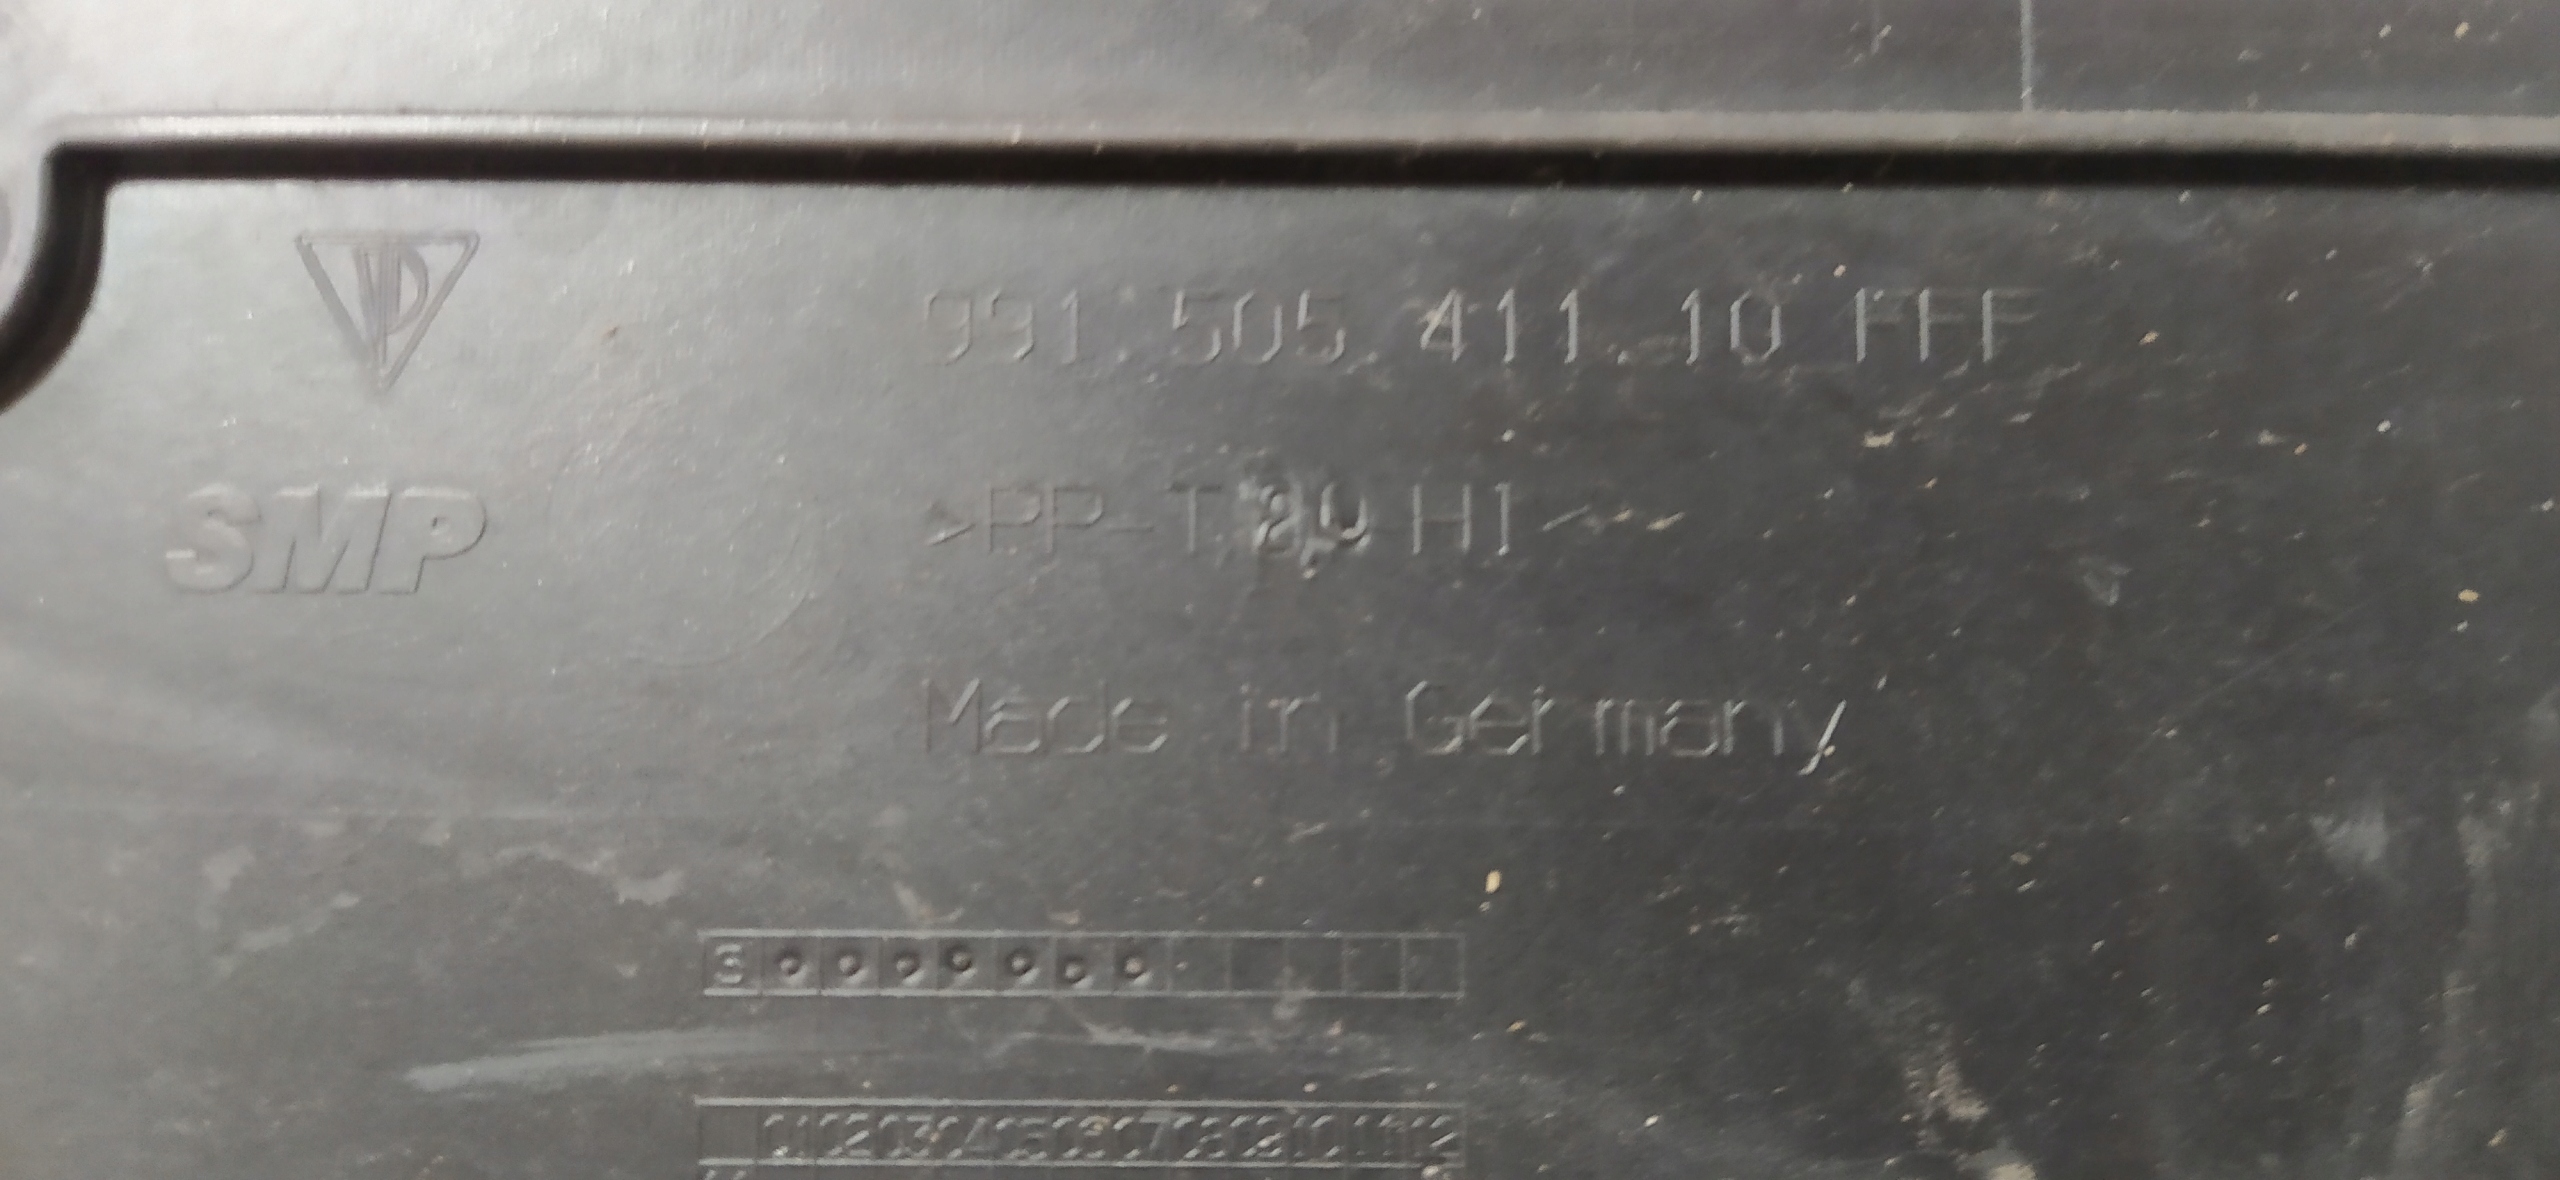 991.505.411.10 FFF
SMP
>PP-T20 HI<
Made in Germany
S
01 02 03 04 05 06 07 08 09 10 11 12